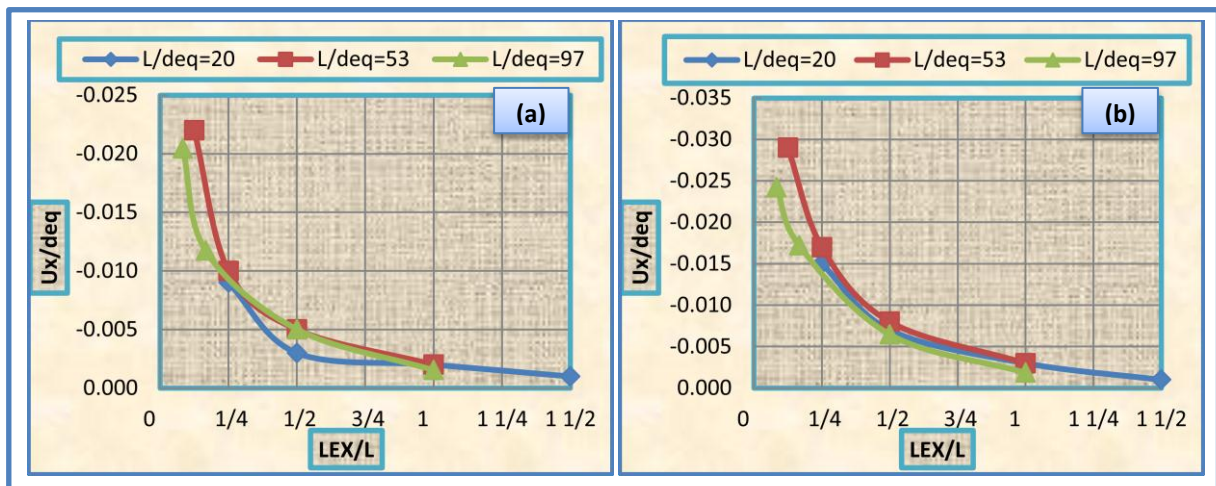 L/deq=20 L/deq=53 L/deq=97
(a)
-0.025
-0.020
-0.015
-0.010
-0.005
0.000
Ux/deq
0 1/4 1/2 3/4 1 1 1/4 1 1/2
LEX/L
L/deq=20 L/deq=53 L/deq=97
(b)
-0.035
-0.030
-0.025
-0.020
-0.015
-0.010
-0.005
0.000
Ux/deq
0 1/4 1/2 3/4 1 1 1/4 1 1/2
LEX/L